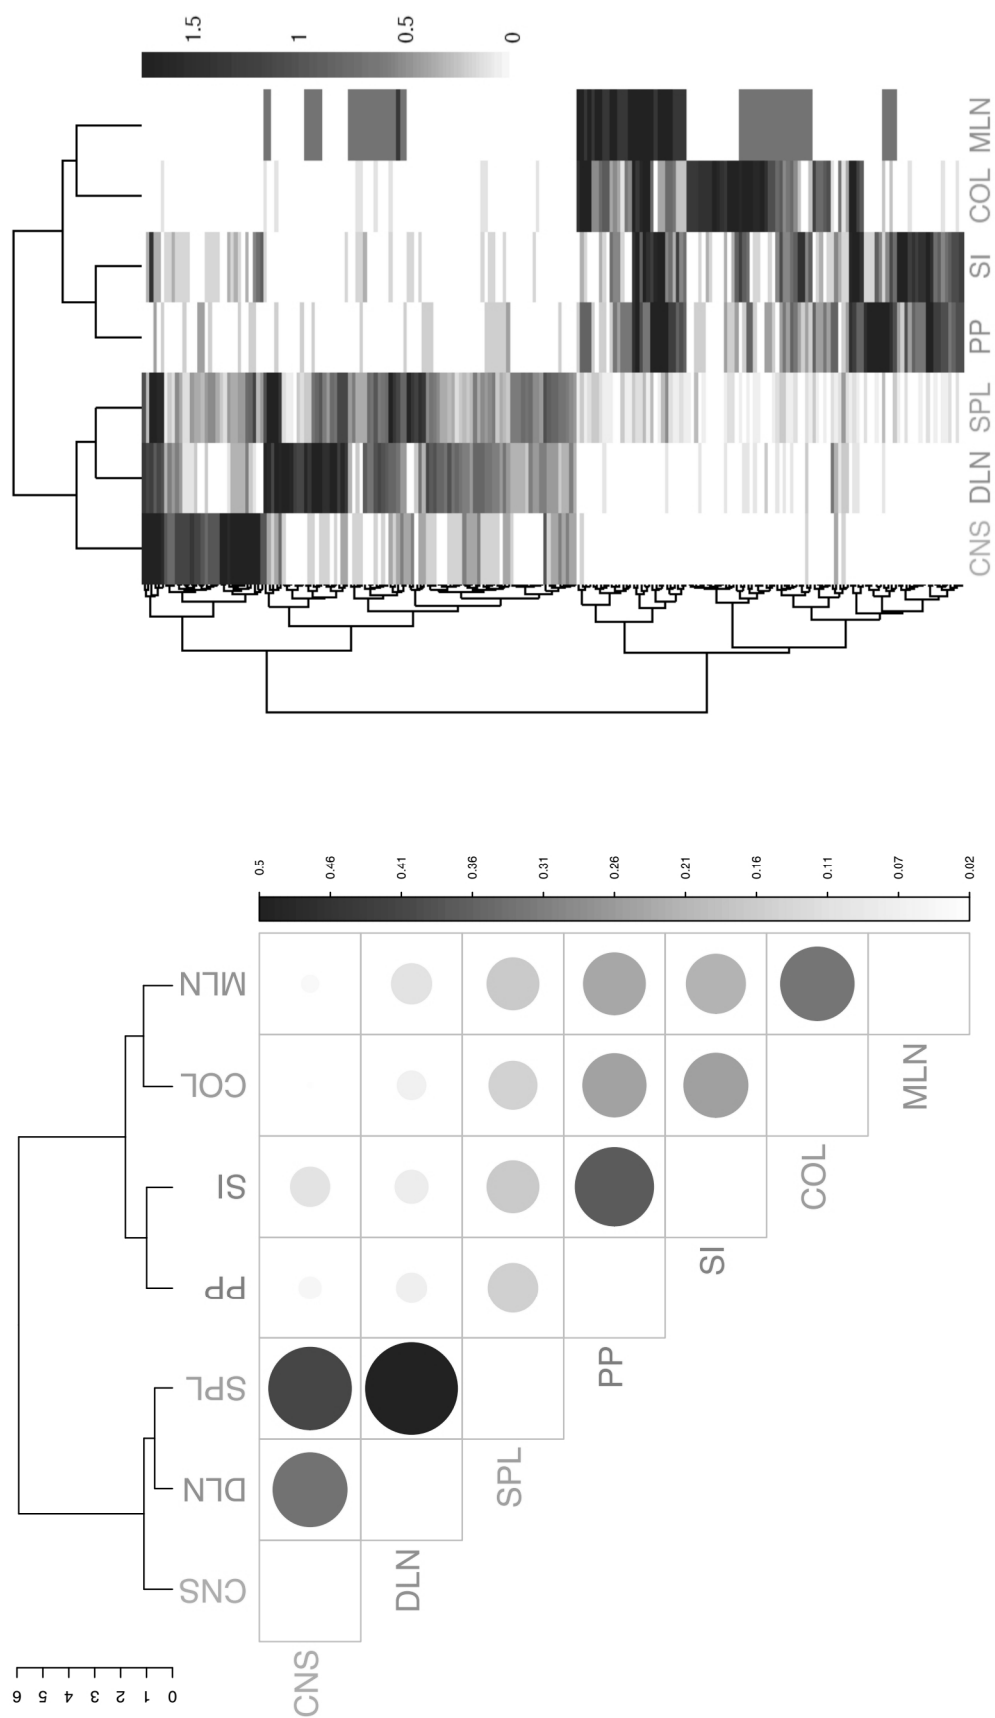 1.5
1
0.5
0
CNS DLN SPL PP SI COL MLN
0.5
0.46
0.41
0.36
0.31
0.26
0.21
0.16
0.11
0.07
0.02
0 1 2 3 4 5 6
CNS DLN SPL PP SI COL MLN
CNS
DLN
SPL
PP
SI
COL
MLN